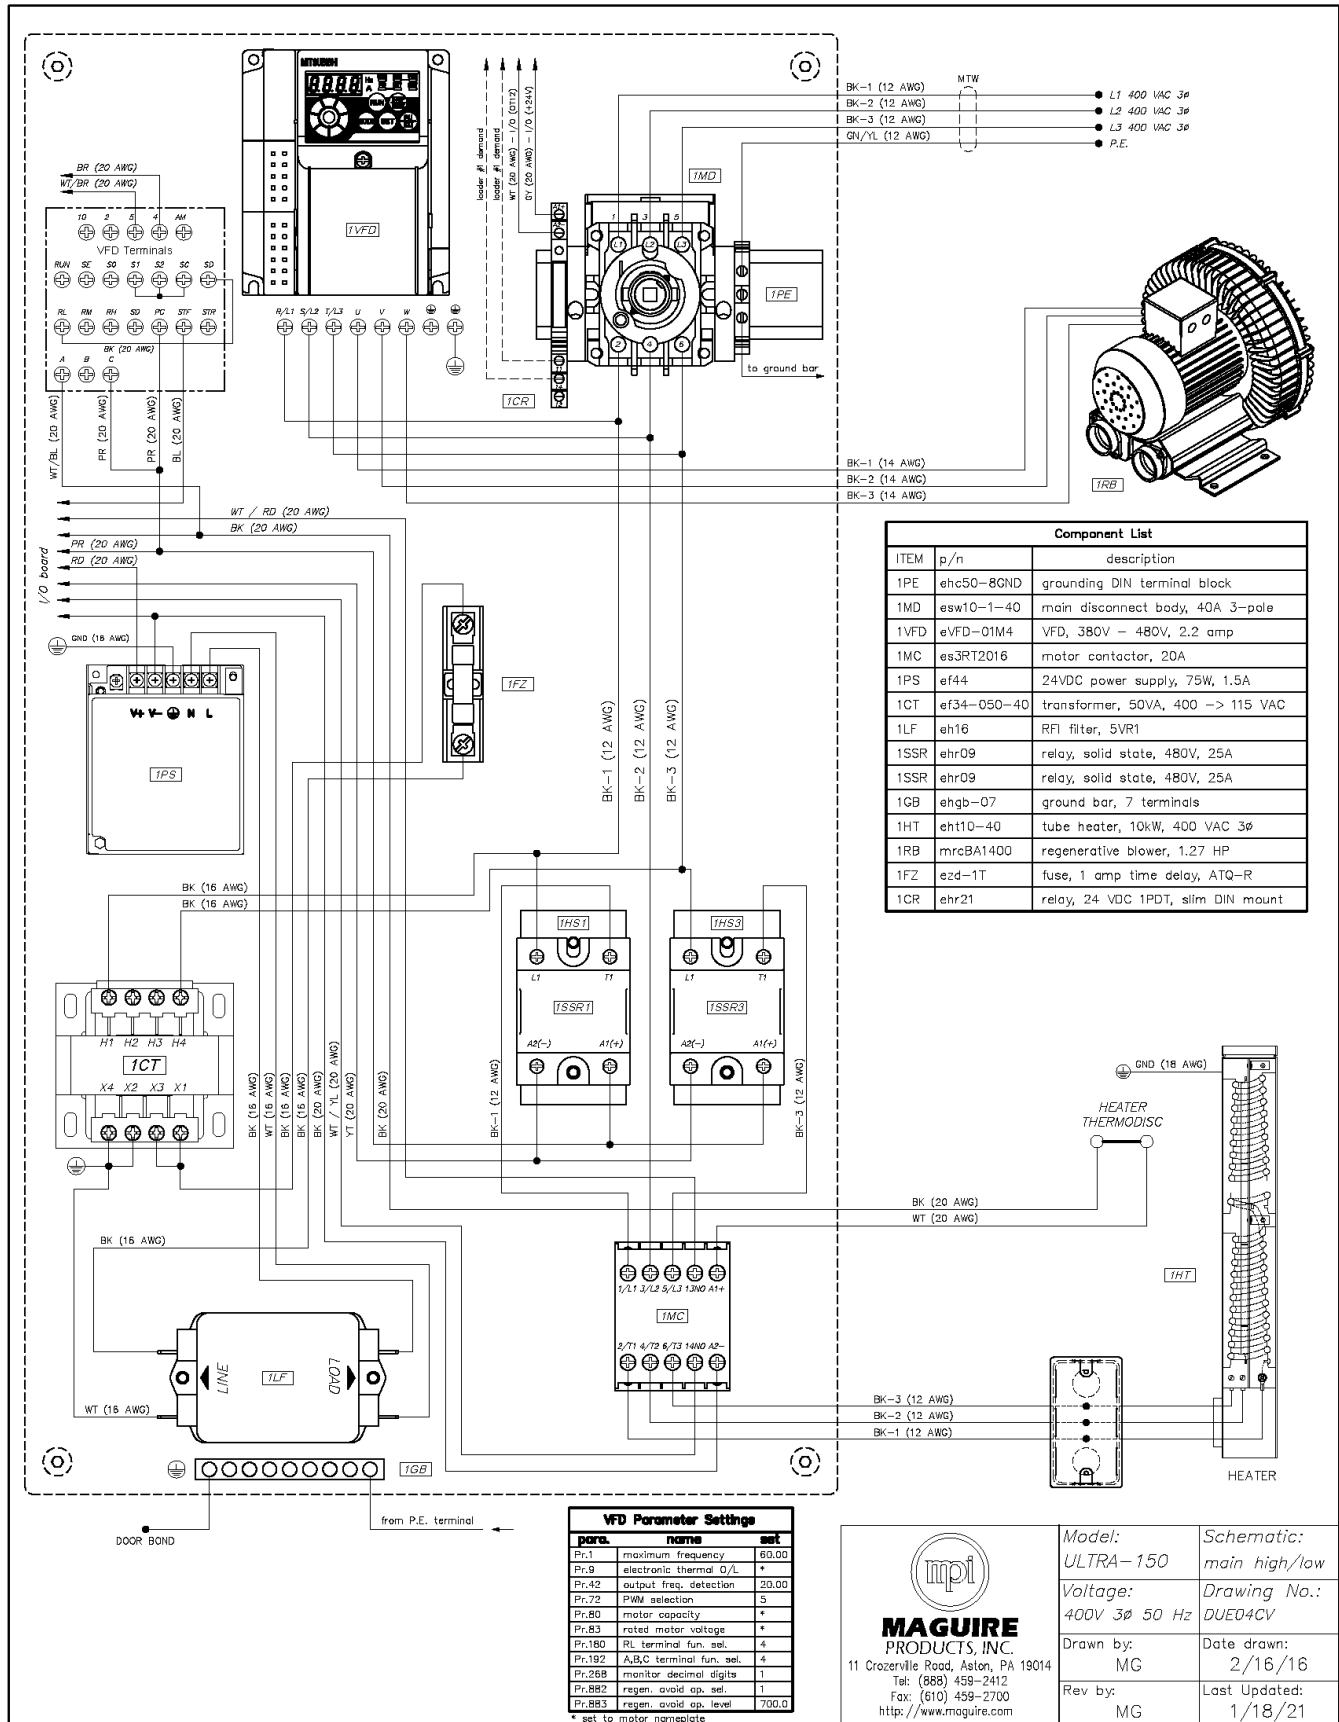 MITSUBISHI
Hz
A
RUN
MODE
SET
1VFD
BR (20 AWG)
WT/BR (20 AWG)
10 2 5 4 AM
VFD Terminals
RUN SE SO S1 S2 SC SD
RL RM RH SD PC STF STR
BK (20 AWG)
A B C
R/L1 S/L2 T/L3 U V W
WT/BL (20 AWG)
PR (20 AWG)
PR (20 AWG)
BL (20 AWG)
loader #1 demand
loader #1 demand
WT (20 AWG) - I/O (OT12)
GY (20 AWG) - I/O (+24V)
1MD
1 3 5
L1 L2 L3
2 4 6
1PE
to ground bar
1CR
BK-1 (12 AWG)
BK-2 (12 AWG)
BK-3 (12 AWG)
GN/YL (12 AWG)
MTW
L1 400 VAC 3ø
L2 400 VAC 3ø
L3 400 VAC 3ø
P.E.
BK-1 (14 AWG)
BK-2 (14 AWG)
BK-3 (14 AWG)
1RB
WT / RD (20 AWG)
BK (20 AWG)
PR (20 AWG)
RD (20 AWG)
I/O board
GND (18 AWG)
V+ V- N L
1PS
1FZ
BK-1 (12 AWG)
BK-2 (12 AWG)
BK-3 (12 AWG)
Component List
ITEM p/n description
1PE ehc50-8GND grounding DIN terminal block
1MD esw10-1-40 main disconnect body, 40A 3-pole
1VFD eVFD-01M4 VFD, 380V - 480V, 2.2 amp
1MC es3RT2016 motor contactor, 20A
1PS ef44 24VDC power supply, 75W, 1.5A
1CT ef34-050-40 transformer, 50VA, 400 -> 115 VAC
1LF eh16 RFI filter, 5VR1
1SSR ehr09 relay, solid state, 480V, 25A
1SSR ehr09 relay, solid state, 480V, 25A
1GB ehgb-07 ground bar, 7 terminals
1HT eht10-40 tube heater, 10kW, 400 VAC 3ø
1RB mrcBA1400 regenerative blower, 1.27 HP
1FZ ezd-1T fuse, 1 amp time delay, ATQ-R
1CR ehr21 relay, 24 VDC 1PDT, slim DIN mount
BK (16 AWG)
BK (16 AWG)
1HS1
L1 T1
1SSR1
A2(-) A1(+)
1HS3
L1 T1
1SSR3
A2(-) A1(+)
H1 H2 H3 H4
1CT
X4 X2 X3 X1
BK (16 AWG)
WT (16 AWG)
BK (16 AWG)
BK (16 AWG)
BK (20 AWG)
WT / YL (20 AWG)
YT (20 AWG)
BK (20 AWG)
BK-1 (12 AWG)
BK-3 (12 AWG)
GND (18 AWG)
HEATER
THERMODISC
BK (20 AWG)
WT (20 AWG)
1HT
BK (16 AWG)
1/L1 3/L2 5/L3 13NO A1+
1MC
2/T1 4/T2 6/T3 14NO A2-
LINE
1LF
LOAD
WT (16 AWG)
BK-3 (12 AWG)
BK-2 (12 AWG)
BK-1 (12 AWG)
HEATER
1GB
DOOR BOND
from P.E. terminal
VFD Parameter Settings
para. name set
Pr.1 maximum frequency 60.00
Pr.9 electronic thermal O/L *
Pr.42 output freq. detection 20.00
Pr.72 PWM selection 5
Pr.80 motor capacity *
Pr.83 rated motor voltage *
Pr.180 RL terminal fun. sel. 4
Pr.192 A,B,C terminal fun. sel. 4
Pr.268 monitor decimal digits 1
Pr.882 regen. avoid op. sel. 1
Pr.883 regen. avoid op. level 700.0
* set to motor nameplate
mpi
MAGUIRE
PRODUCTS, INC.
11 Crozerville Road, Aston, PA 19014
Tel: (888) 459-2412
Fax: (610) 459-2700
http://www.maguire.com
Model: ULTRA-150
Schematic: main high/low
Voltage: 400V 3ø 50 Hz
Drawing No.: DUE04CV
Drawn by: MG
Date drawn: 2/16/16
Rev by: MG
Last Updated: 1/18/21